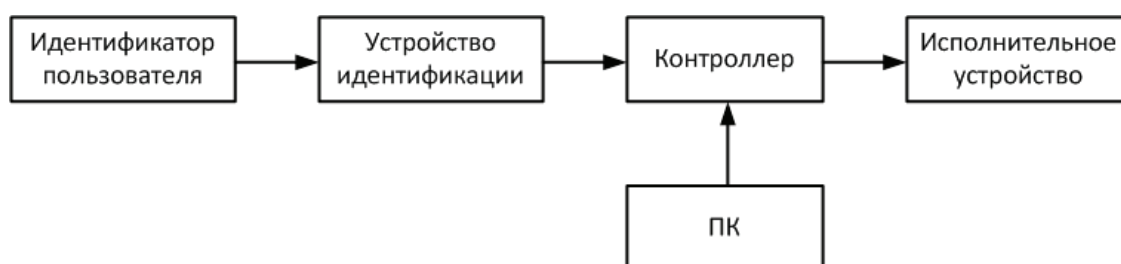 Идентификатор
пользователя
Устройство
идентификации
Контроллер
Исполнительное
устройство
ПК